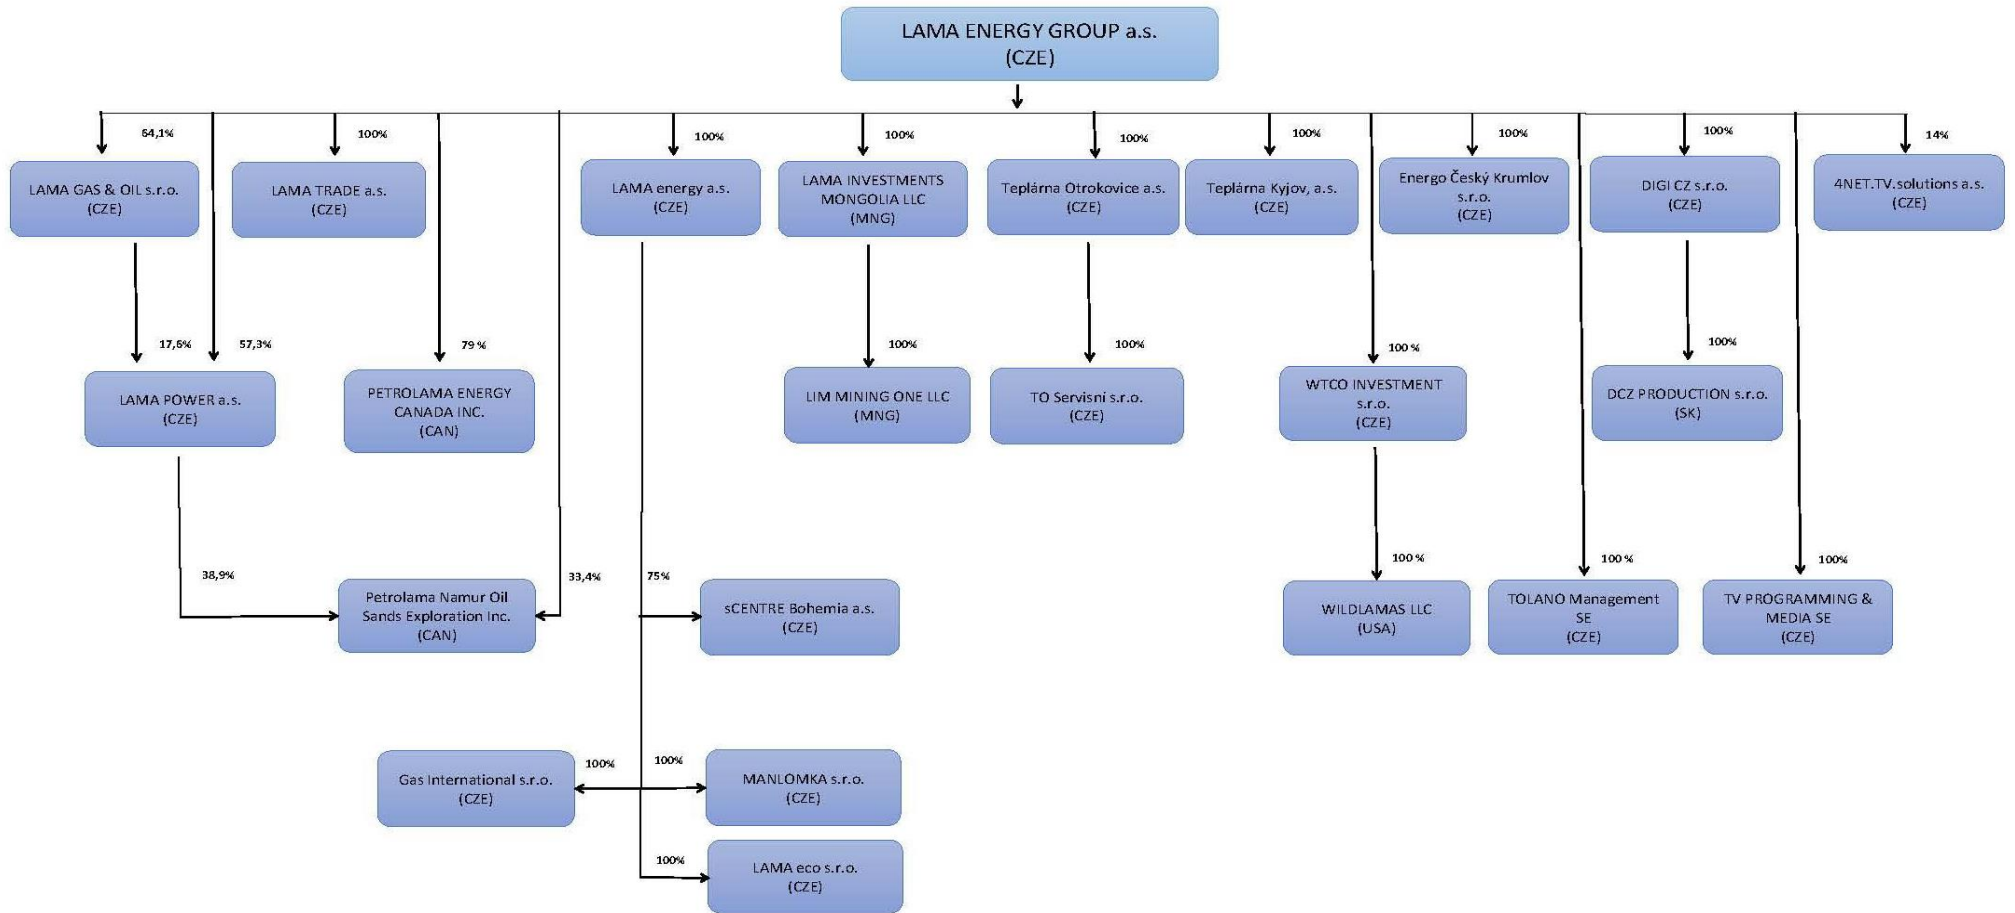 LAMA ENERGY GROUP a.s.
(CZE)
64,1%
100%
100%
100%
100%
100%
100%
100%
14%
LAMA GAS & OIL s.r.o.
(CZE)
LAMA TRADE a.s.
(CZE)
LAMA energy a.s.
(CZE)
LAMA INVESTMENTS
MONGOLIA LLC
(MNG)
Teplárna Otrokovice a.s.
(CZE)
Teplárna Kyjov, a.s.
(CZE)
Energo Český Krumlov
s.r.o.
(CZE)
DIGI CZ s.r.o.
(CZE)
4NET.TV.solutions a.s.
(CZE)
17,6%
57,3%
79 %
100%
100%
100 %
100%
LAMA POWER a.s.
(CZE)
PETROLAMA ENERGY
CANADA INC.
(CAN)
LIM MINING ONE LLC
(MNG)
TO Servisní s.r.o.
(CZE)
WTCO INVESTMENT
s.r.o.
(CZE)
DCZ PRODUCTION s.r.o.
(SK)
38,9%
33,4%
75%
100 %
100 %
100%
Petrolama Namur Oil
Sands Exploration Inc.
(CAN)
sCENTRE Bohemia a.s.
(CZE)
WILDLAMAS LLC
(USA)
TOLANO Management
SE
(CZE)
TV PROGRAMMING &
MEDIA SE
(CZE)
100%
100%
Gas International s.r.o.
(CZE)
MANLOMKA s.r.o.
(CZE)
100%
LAMA eco s.r.o.
(CZE)